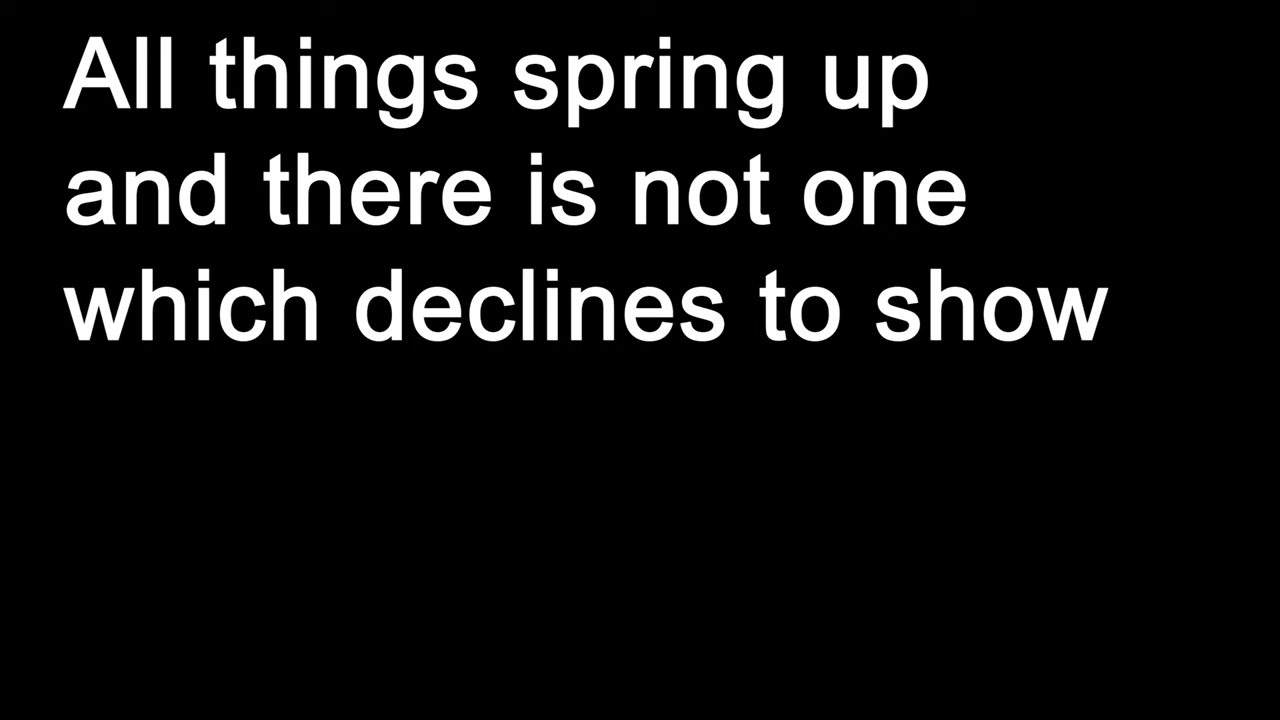 All things spring up
and there is not one
which declines to show